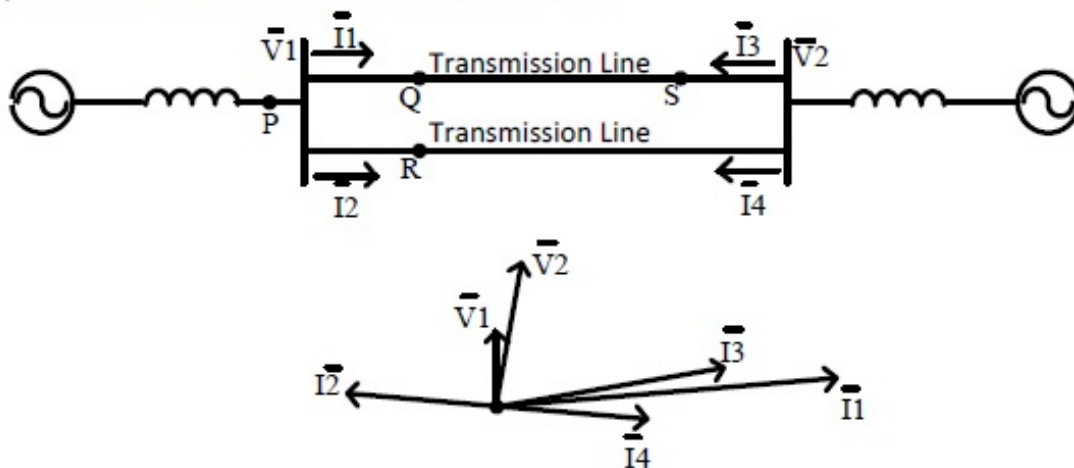 V1 I1 I3 V2
Transmission Line
Q S
P
Transmission Line
R
I2 I4
V2
V1
I3
I2 I1
I4